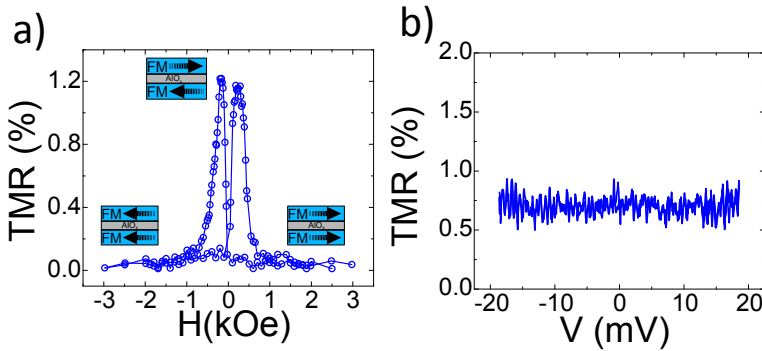 a)
TMR (%)
1.2
0.8
0.4
0.0
-3 -2 -1 0 1 2 3
H(kOe)
FM
AlOx
FM
FM
AlOx
FM
FM
AlOx
FM
b)
TMR (%)
2.0
1.5
1.0
0.5
0.0
-20 -10 0 10 20
V (mV)